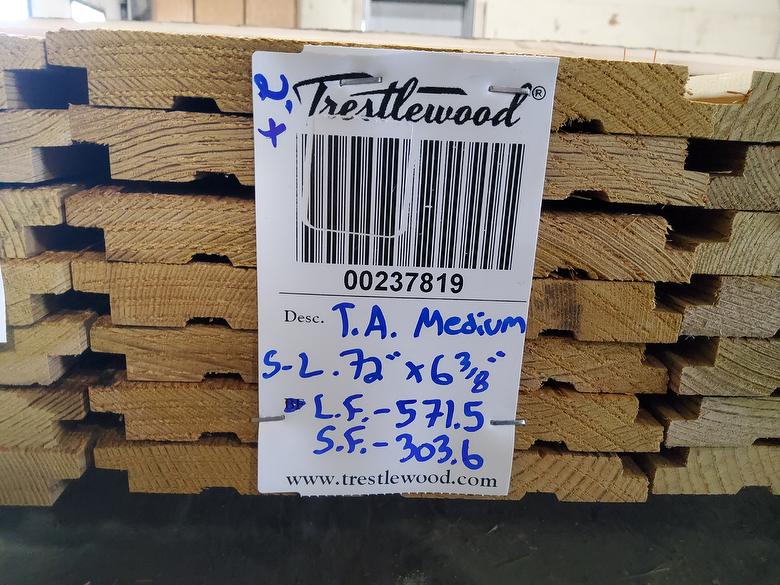 2' +
Trestlewood®
00237819
Desc. T.A. Medium
S-L .72" x 6 3/8"
L.F.-571.5
S.F.-303.6
www.trestlewood.com